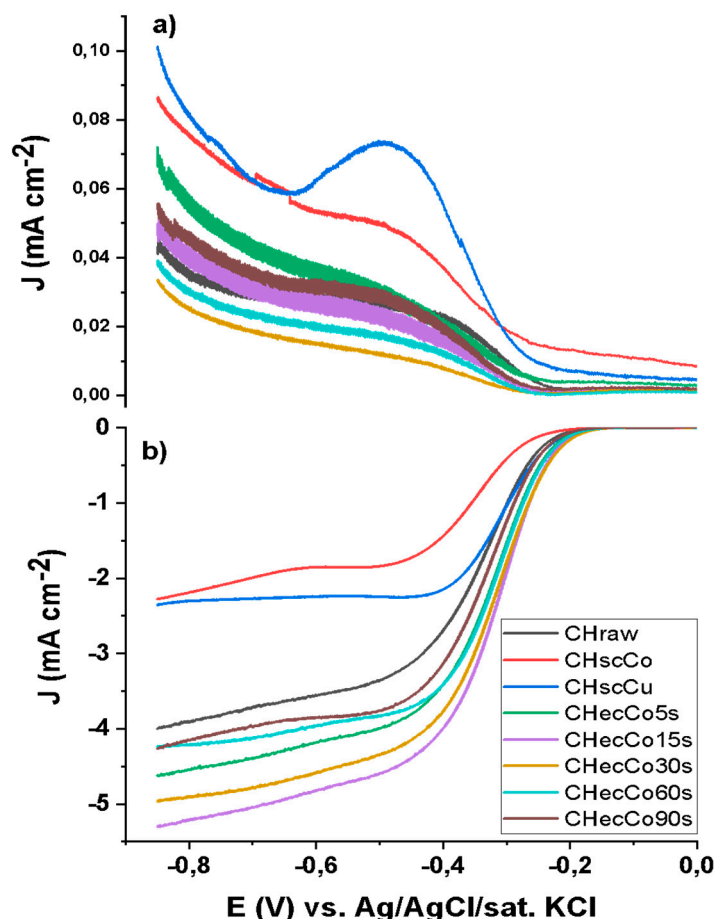 a)
0,10
0,08
0,06
0,04
0,02
0,00
J (mA cm-2)
b)
0
-1
-2
-3
-4
-5
J (mA cm-2)
CHraw
CHscCo
CHscCu
CHecCo5s
CHecCo15s
CHecCo30s
CHecCo60s
CHecCo90s
-0,8 -0,6 -0,4 -0,2 0,0
E (V) vs. Ag/AgCl/sat. KCl